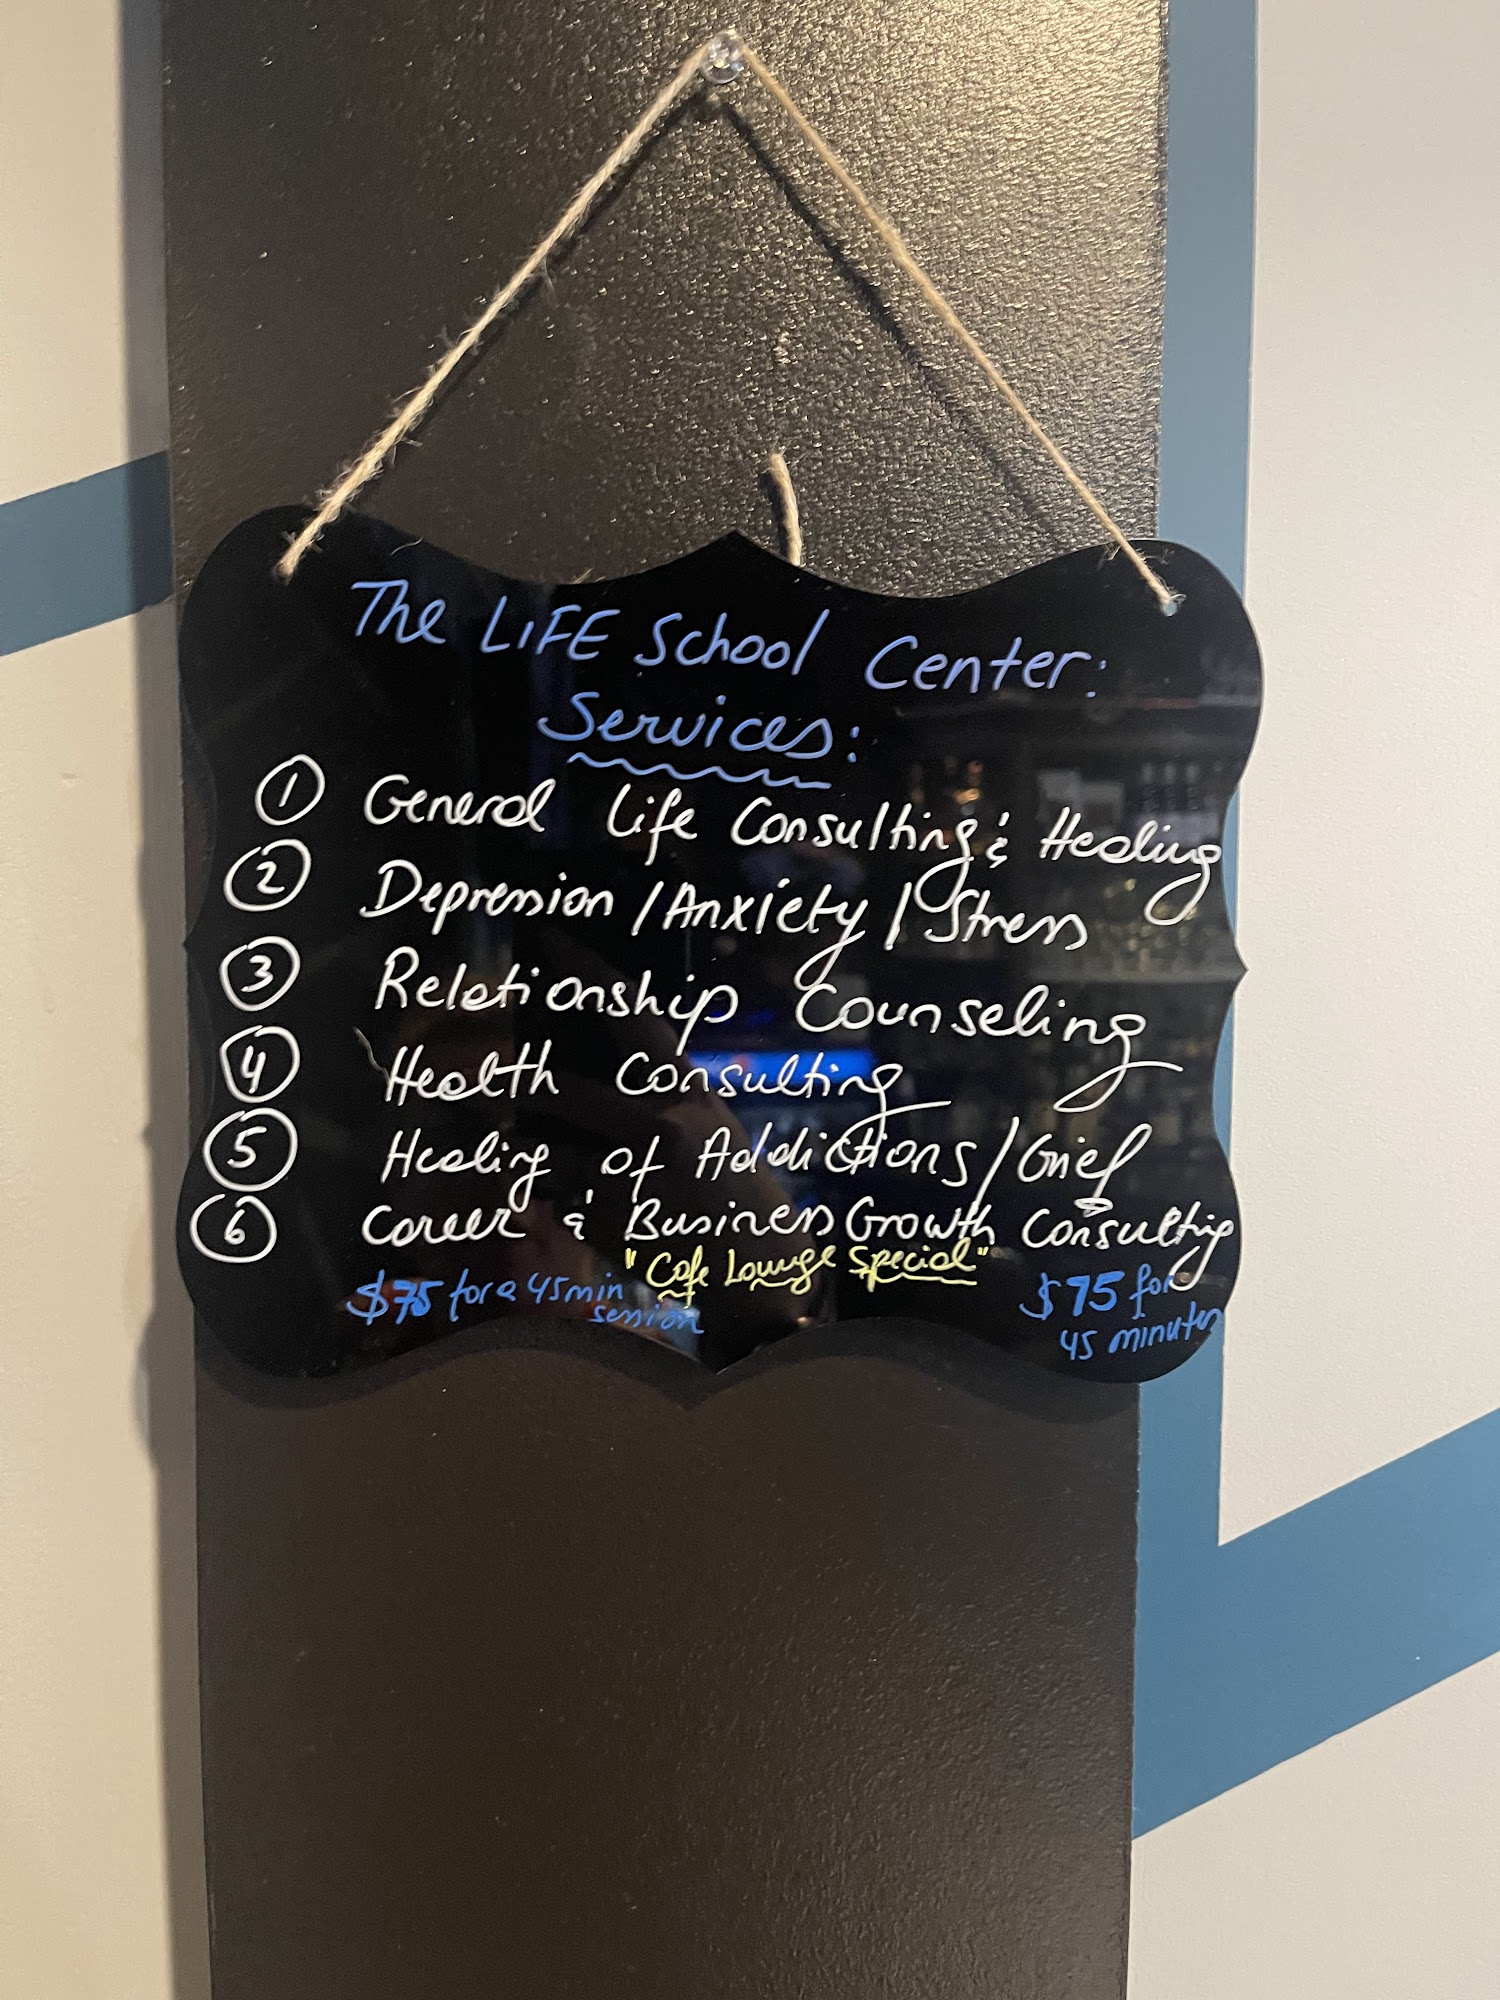 The LIFE School Center:
Services:
1 General Life Consulting & Healing
2 Depression / Anxiety / Stress
3 Relationship Counseling
4 Health Consulting
5 Healing of Addictions / Grief
6 Career & Business Growth Consulting
"Cafe Lounge Special"
$75 for a 45 min
session
$75 for
45 minutes